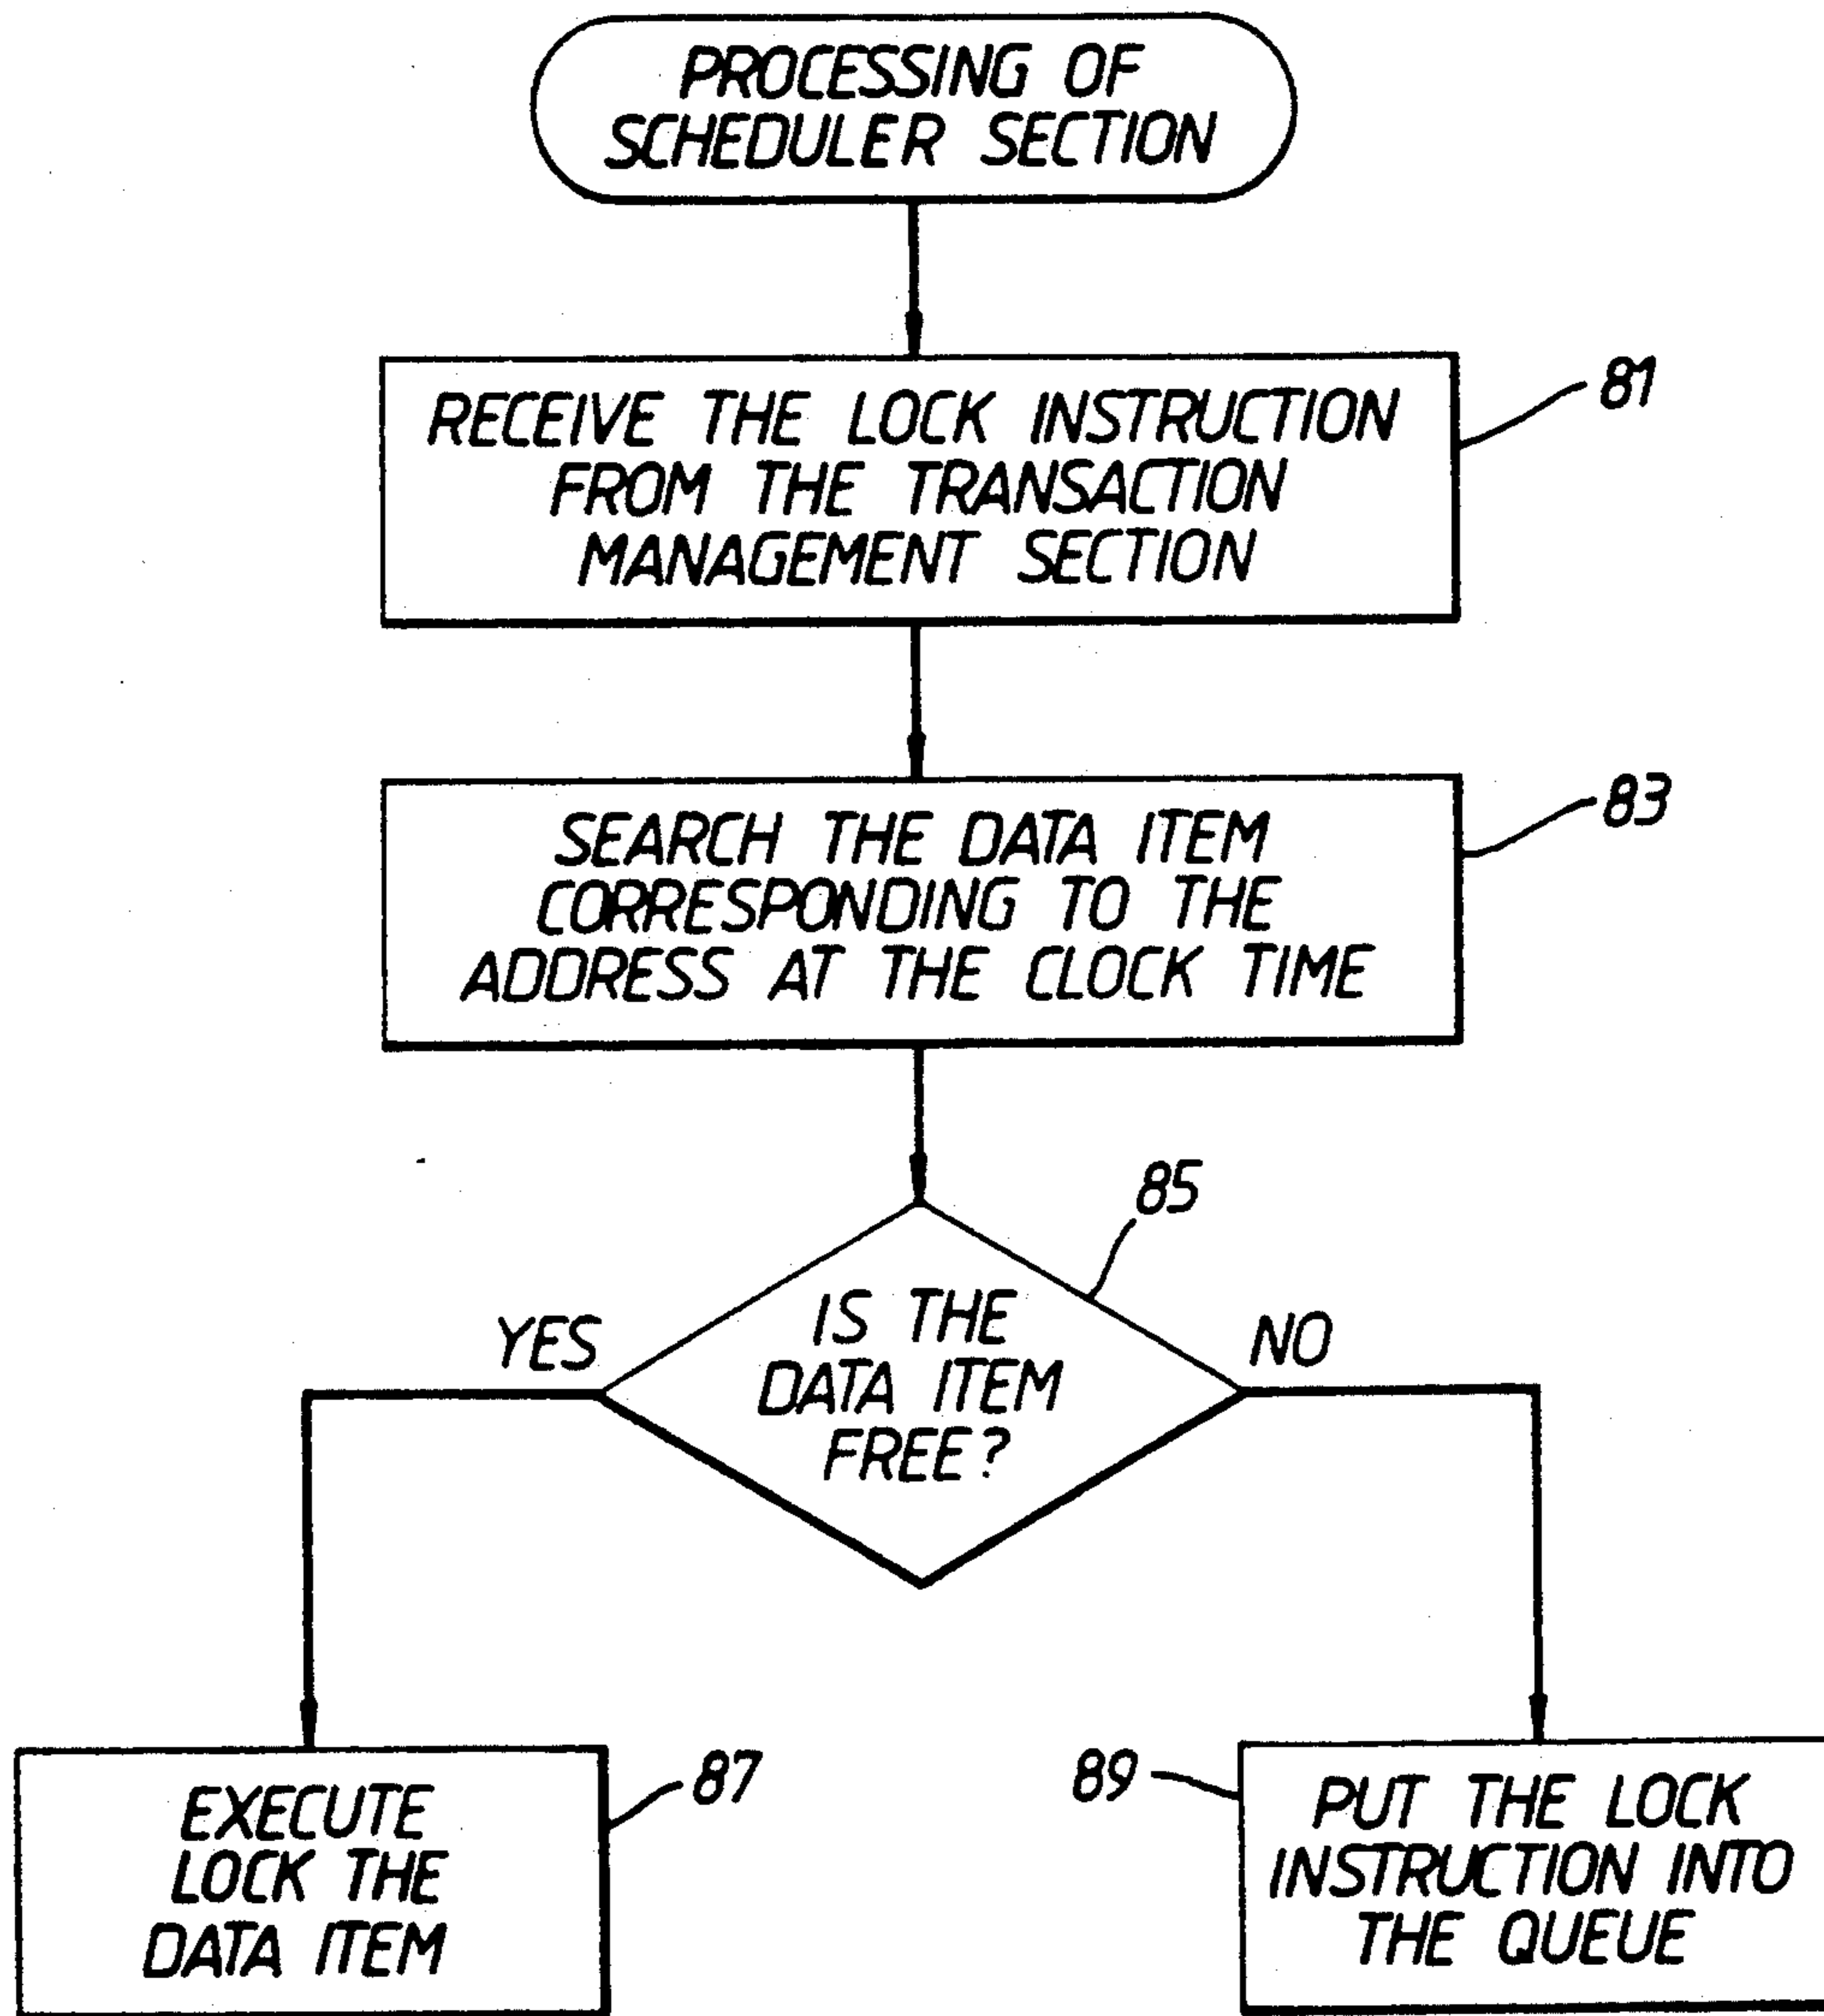 PROCESSING OF
SCHEDULER SECTION
RECEIVE THE LOCK INSTRUCTION
FROM THE TRANSACTION
MANAGEMENT SECTION
81
SEARCH THE DATA ITEM
CORRESPONDING TO THE
ADDRESS AT THE CLOCK TIME
83
85
IS THE
DATA ITEM
FREE?
YES
NO
EXECUTE
LOCK THE
DATA ITEM
87
89
PUT THE LOCK
INSTRUCTION INTO
THE QUEUE